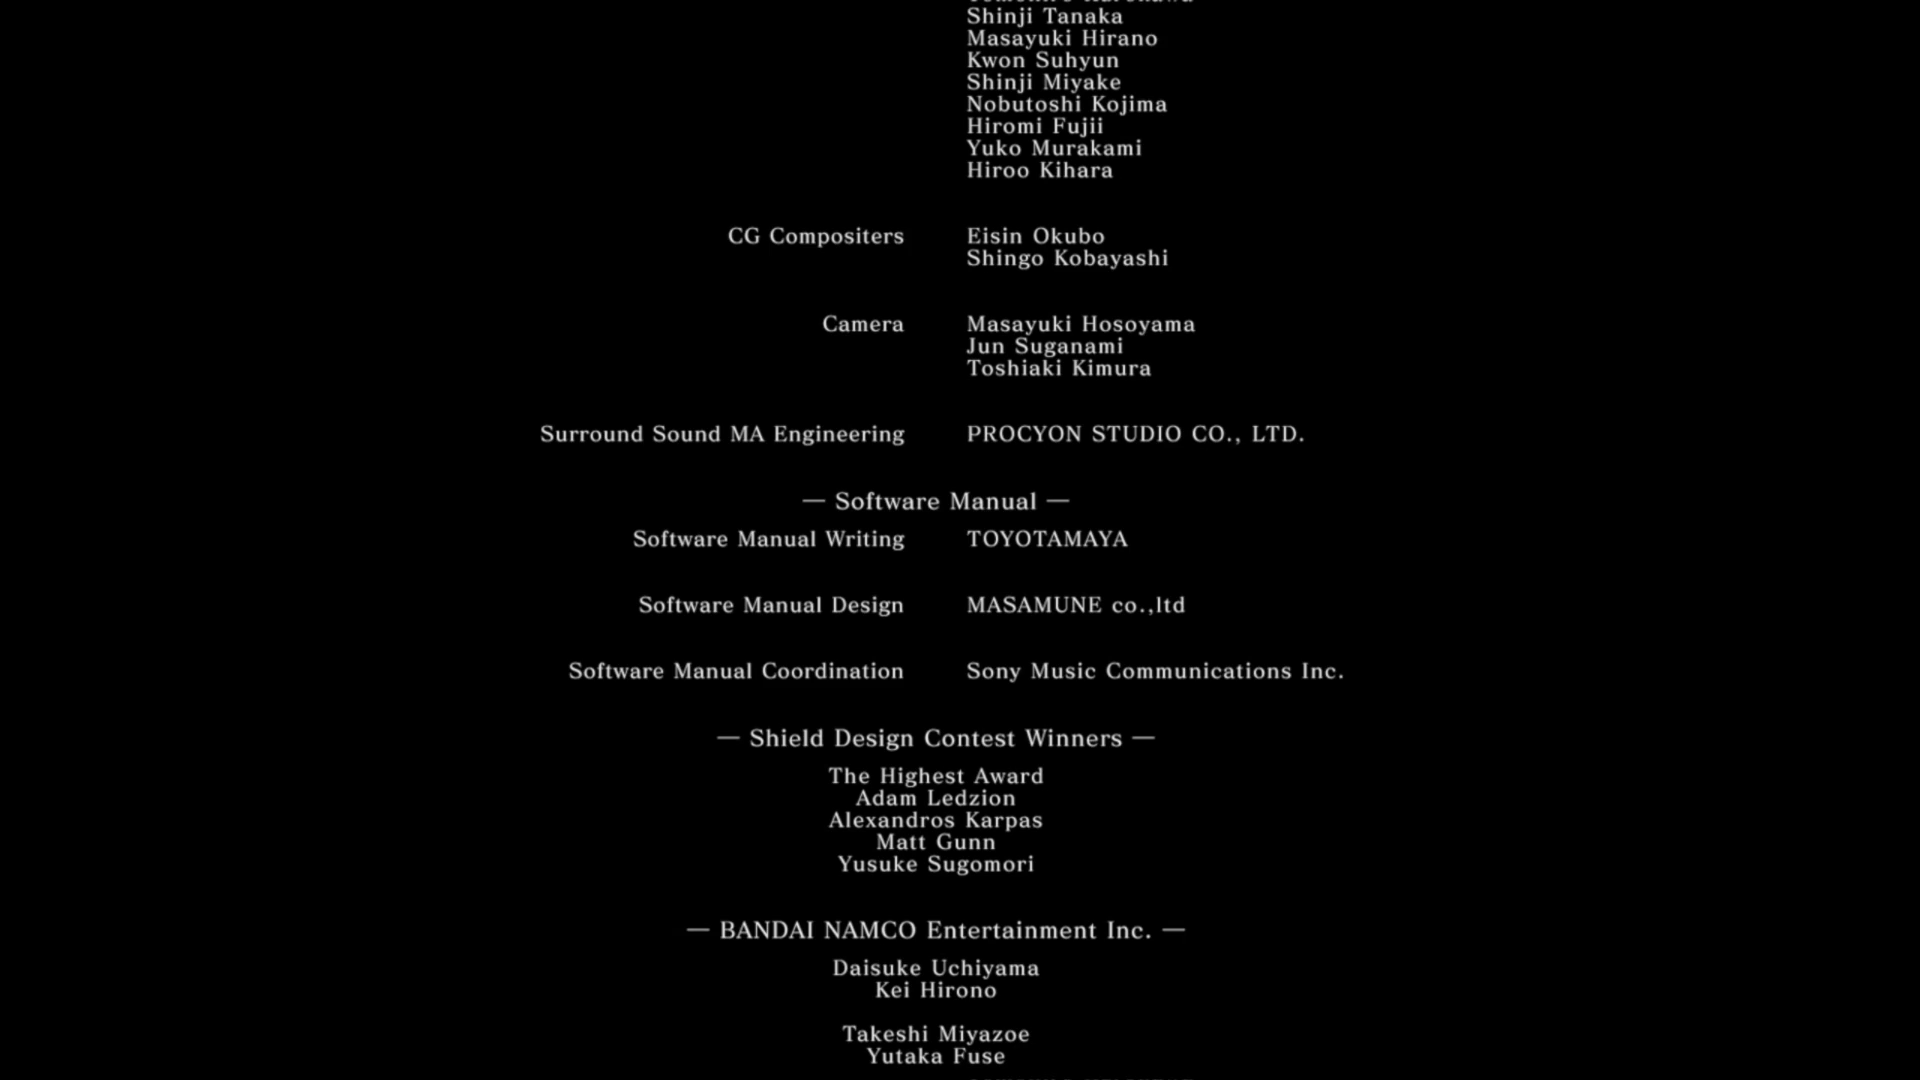 Shinji Tanaka
Masayuki Hirano
Kwon Suhyun
Shinji Miyake
Nobutoshi Kojima
Hiromi Fujii
Yuko Murakami
Hiroo Kihara
CG Compositers Eisin Okubo
Shingo Kobayashi
Camera Masayuki Hosoyama
Jun Suganami
Toshiaki Kimura
Surround Sound MA Engineering PROCYON STUDIO CO., LTD.
— Software Manual —
Software Manual Writing TOYOTAMAYA
Software Manual Design MASAMUNE co.,ltd
Software Manual Coordination Sony Music Communications Inc.
— Shield Design Contest Winners —
The Highest Award
Adam Ledzion
Alexandros Karpas
Matt Gunn
Yusuke Sugomori
— BANDAI NAMCO Entertainment Inc. —
Daisuke Uchiyama
Kei Hirono
Takeshi Miyazoe
Yutaka Fuse